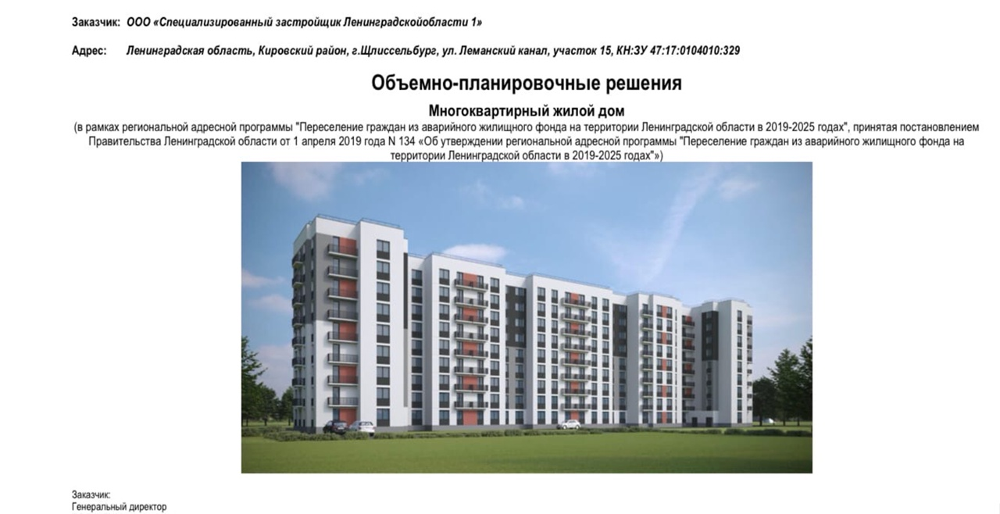 Заказчик: ООО «Специализированный застройщик Ленинградскойобласти 1»
Адрес: Ленинградская область, Кировский район, г.Щлиссельбург, ул. Леманский канал, участок 15, КН:ЗУ 47:17:0104010:329
Объемно-планировочные решения
Многоквартирный жилой дом
(в рамках региональной адресной программы "Переселение граждан из аварийного жилищного фонда на территории Ленинградской области в 2019-2025 годах", принятая постановлением
Правительства Ленинградской области от 1 апреля 2019 года N 134 «Об утверждении региональной адресной программы "Переселение граждан из аварийного жилищного фонда на
территории Ленинградской области в 2019-2025 годах"»)
Заказчик:
Генеральный директор